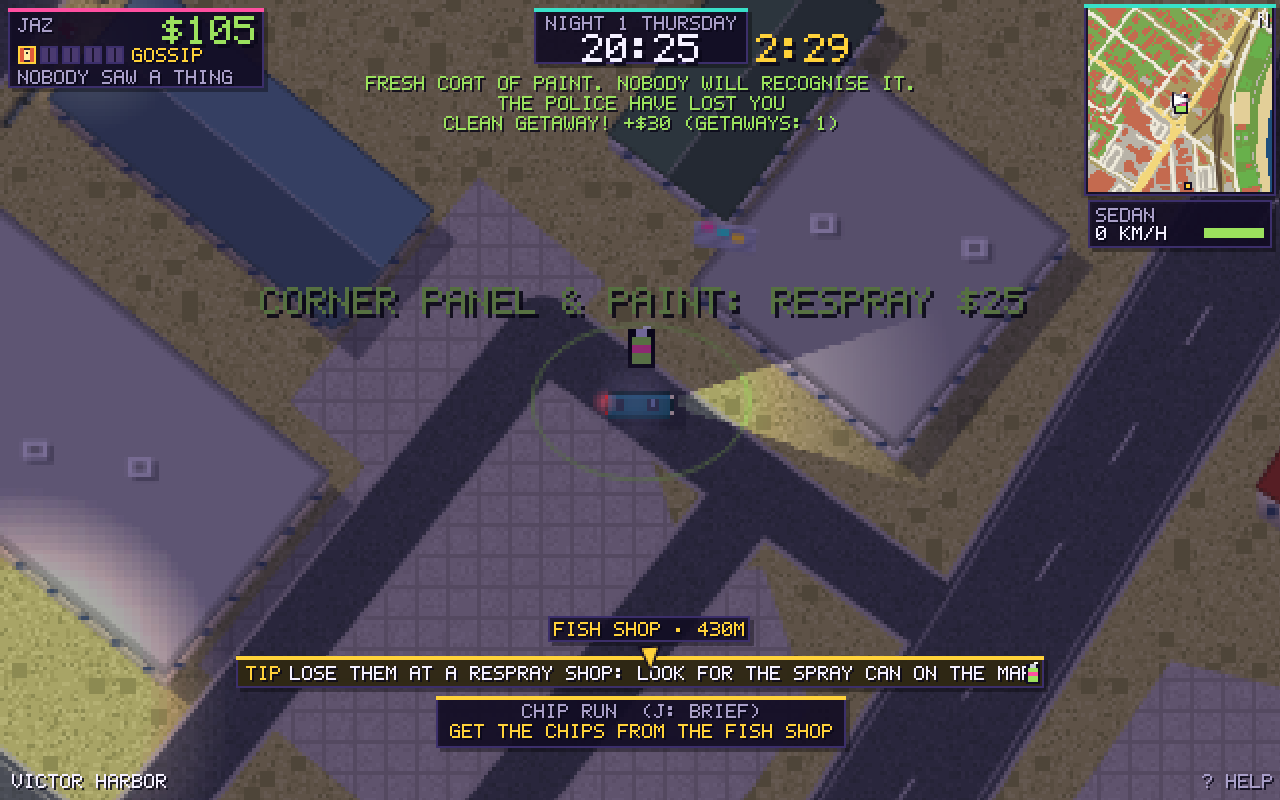 JAZ
$105
GOSSIP
NOBODY SAW A THING
NIGHT 1 THURSDAY
20:25
2:29
FRESH COAT OF PAINT. NOBODY WILL RECOGNISE IT.
THE POLICE HAVE LOST YOU
CLEAN GETAWAY! +$30 (GETAWAYS: 1)
N
SEDAN
0 KM/H
CORNER PANEL & PAINT: RESPRAY $25
FISH SHOP · 430M
TIP LOSE THEM AT A RESPRAY SHOP: LOOK FOR THE SPRAY CAN ON THE MAP
CHIP RUN (J: BRIEF)
GET THE CHIPS FROM THE FISH SHOP
VICTOR HARBOR
? HELP